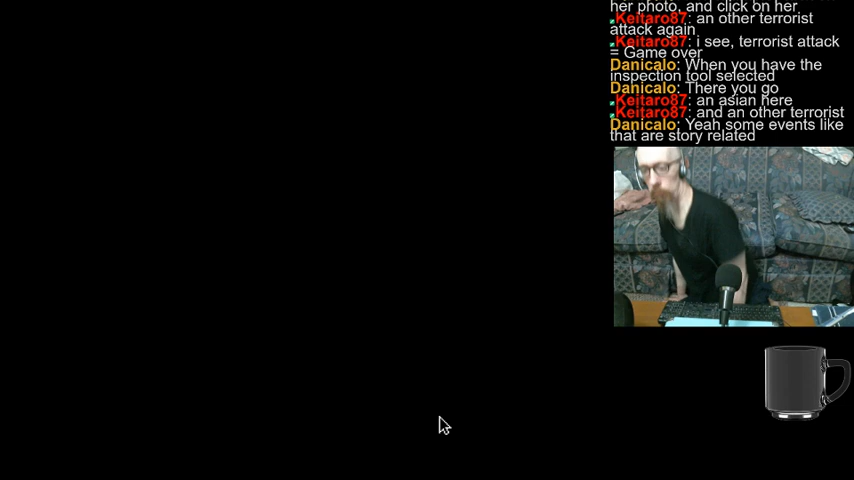 her photo, and click on her
Keitaro87: an other terrorist
attack again
Keitaro87: i see, terrorist attack
= Game over
Danicalo: When you have the
inspection tool selected
Danicalo: There you go
Keitaro87: an asian here
Keitaro87: and an other terrorist
Danicalo: Yeah some events like
that are story related